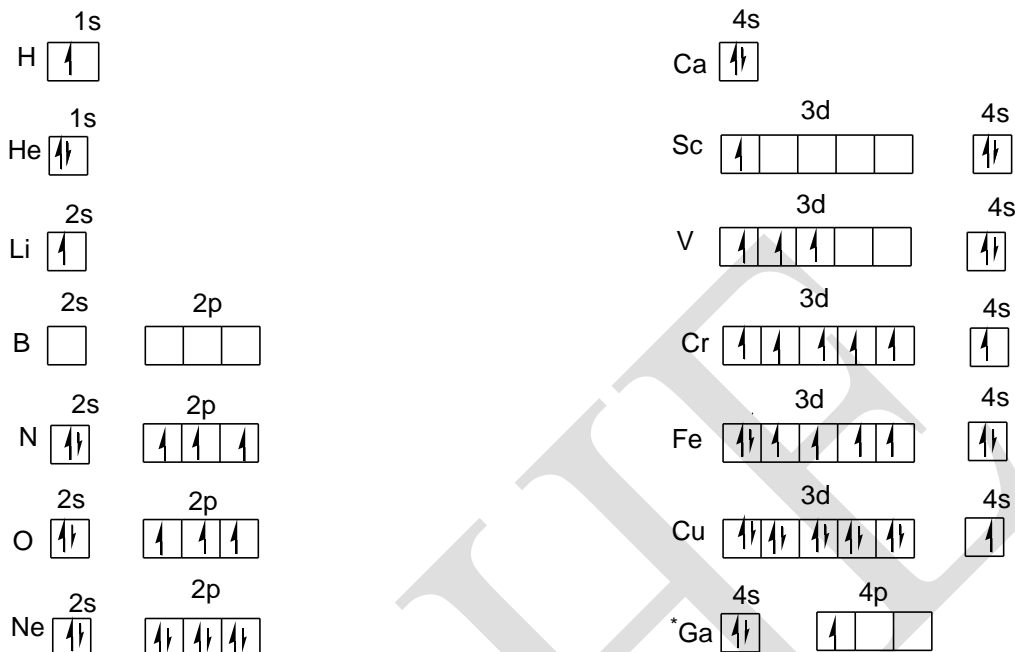 1s
H
1s
He
2s
Li
2s 2p
B
2s 2p
N
2s 2p
O
2s 2p
Ne
4s
Ca
3d 4s
Sc
3d 4s
V
3d 4s
Cr
3d 4s
Fe
3d 4s
Cu
4s 4p
*Ga